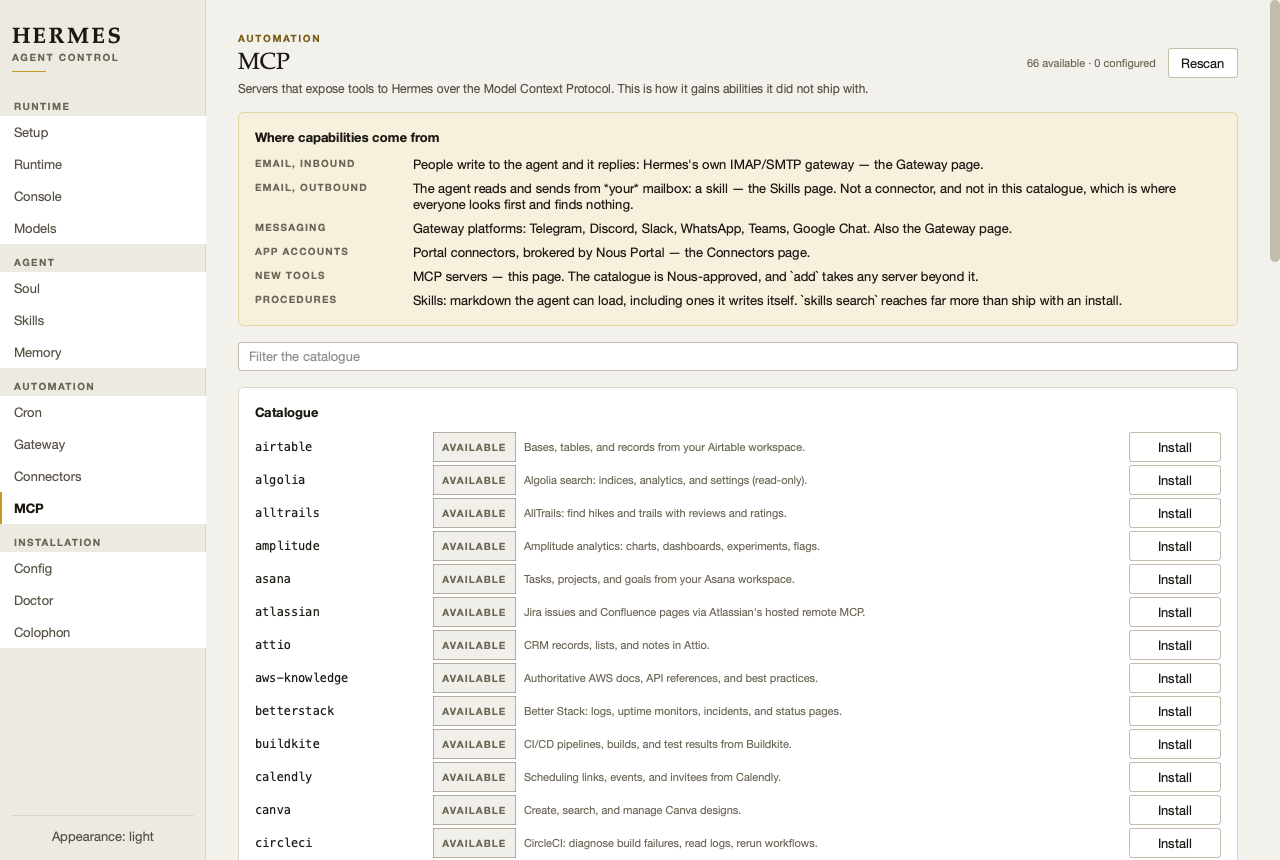 HERMES
AGENT CONTROL
RUNTIME
Setup
Runtime
Console
Models
AGENT
Soul
Skills
Memory
AUTOMATION
Cron
Gateway
Connectors
MCP
INSTALLATION
Config
Doctor
Colophon
Appearance: light
AUTOMATION
MCP
66 available · 0 configured
Rescan
Servers that expose tools to Hermes over the Model Context Protocol. This is how it gains abilities it did not ship with.
Where capabilities come from
EMAIL, INBOUND People write to the agent and it replies: Hermes's own IMAP/SMTP gateway — the Gateway page.
EMAIL, OUTBOUND The agent reads and sends from *your* mailbox: a skill — the Skills page. Not a connector, and not in this catalogue, which is where
everyone looks first and finds nothing.
MESSAGING Gateway platforms: Telegram, Discord, Slack, WhatsApp, Teams, Google Chat. Also the Gateway page.
APP ACCOUNTS Portal connectors, brokered by Nous Portal — the Connectors page.
NEW TOOLS MCP servers — this page. The catalogue is Nous-approved, and `add` takes any server beyond it.
PROCEDURES Skills: markdown the agent can load, including ones it writes itself. `skills search` reaches far more than ship with an install.
Filter the catalogue
Catalogue
airtable AVAILABLE Bases, tables, and records from your Airtable workspace. Install
algolia AVAILABLE Algolia search: indices, analytics, and settings (read-only). Install
alltrails AVAILABLE AllTrails: find hikes and trails with reviews and ratings. Install
amplitude AVAILABLE Amplitude analytics: charts, dashboards, experiments, flags. Install
asana AVAILABLE Tasks, projects, and goals from your Asana workspace. Install
atlassian AVAILABLE Jira issues and Confluence pages via Atlassian's hosted remote MCP. Install
attio AVAILABLE CRM records, lists, and notes in Attio. Install
aws-knowledge AVAILABLE Authoritative AWS docs, API references, and best practices. Install
betterstack AVAILABLE Better Stack: logs, uptime monitors, incidents, and status pages. Install
buildkite AVAILABLE CI/CD pipelines, builds, and test results from Buildkite. Install
calendly AVAILABLE Scheduling links, events, and invitees from Calendly. Install
canva AVAILABLE Create, search, and manage Canva designs. Install
circleci AVAILABLE CircleCI: diagnose build failures, read logs, rerun workflows. Install